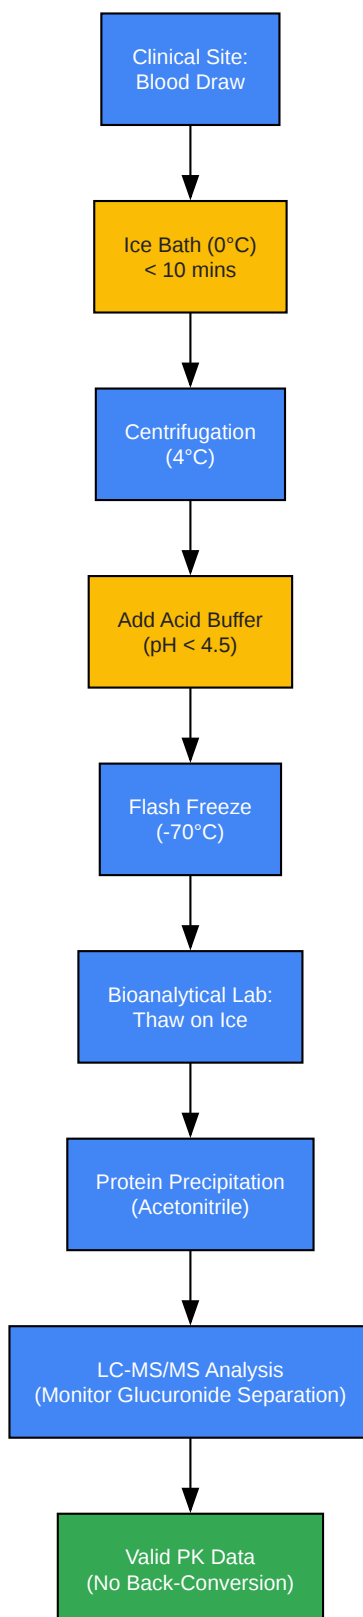 Clinical Site:
Blood Draw
Ice Bath (0°C)
< 10 mins
Centrifugation
(4°C)
Add Acid Buffer
(pH < 4.5)
Flash Freeze
(-70°C)
Bioanalytical Lab:
Thaw on Ice
Protein Precipitation
(Acetonitrile)
LC-MS/MS Analysis
(Monitor Glucuronide Separation)
Valid PK Data
(No Back-Conversion)